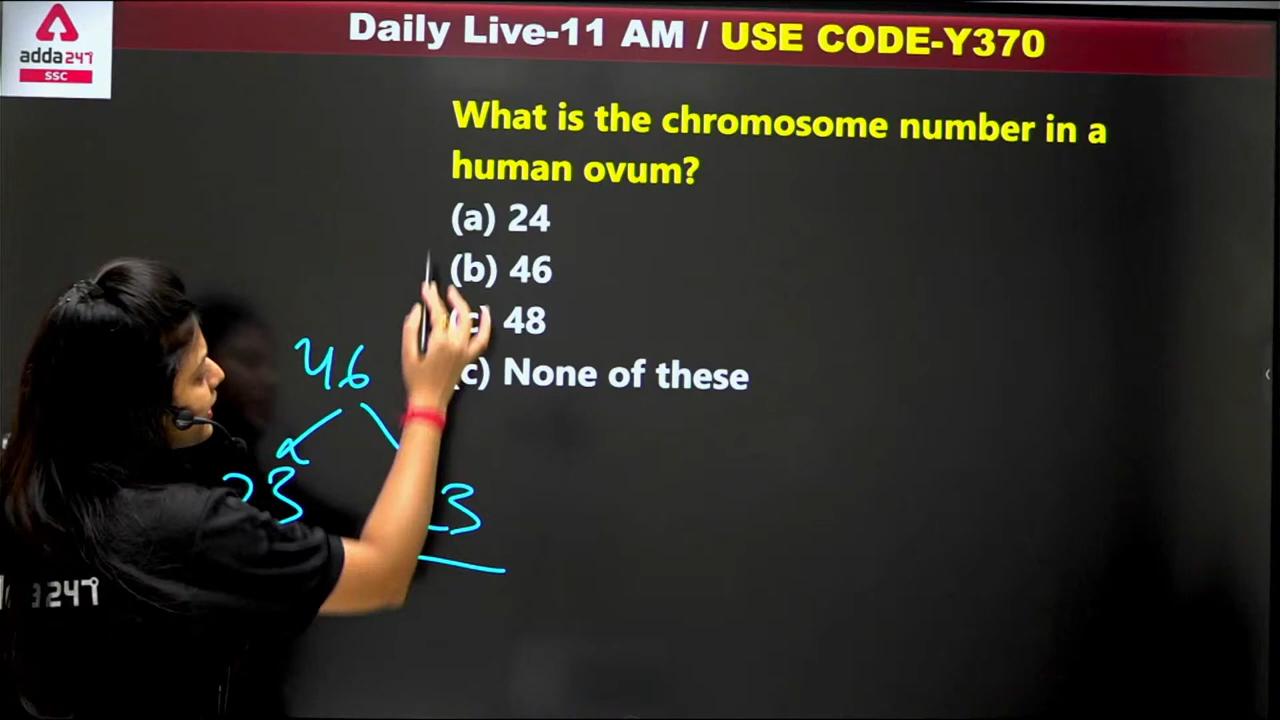 adda247
SSC
Daily Live-11 AM / USE CODE-Y370
What is the chromosome number in a
human ovum?
(a) 24
(b) 46
(c) 48
(c) None of these
46
23
3
247